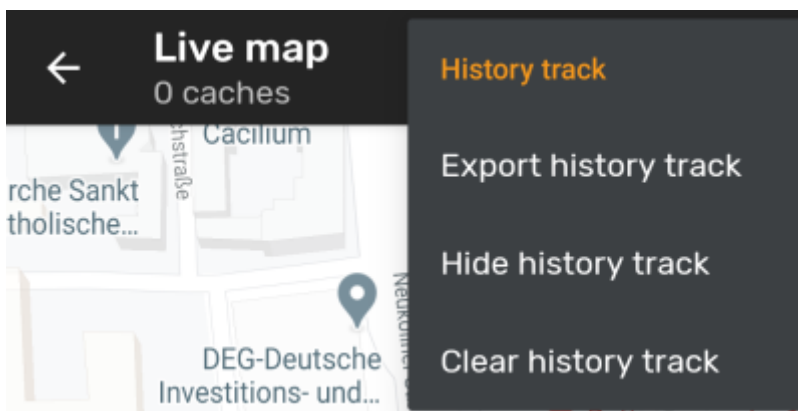 Live map
0 caches
History track
Export history track
Hide history track
Clear history track
Cacilium
chstraße
rche Sankt
tholische...
DEG-Deutsche
Investitions- und...